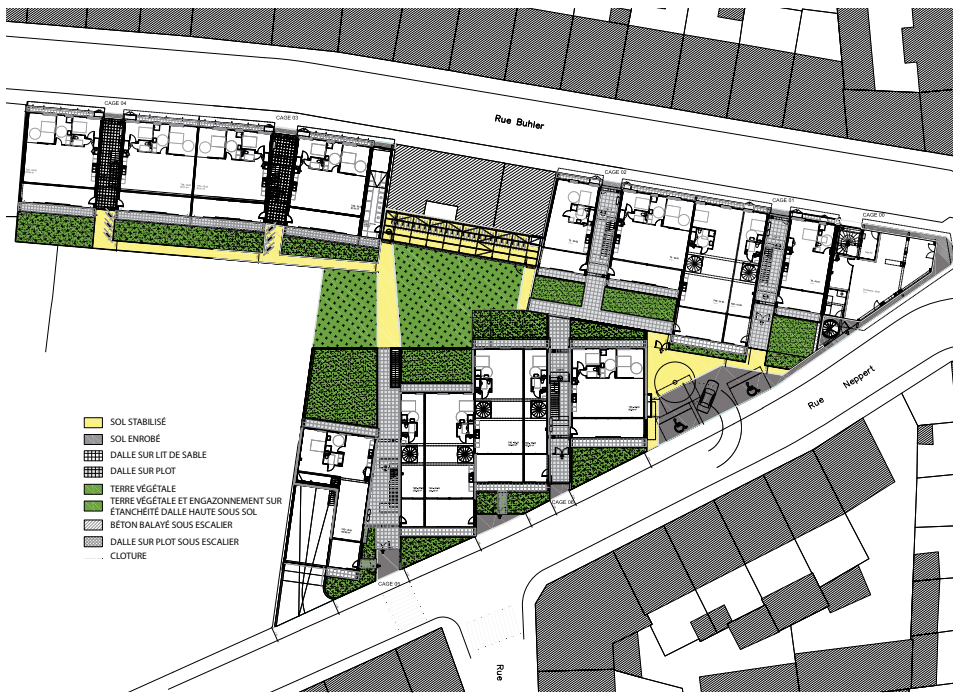 CAGE 04
CAGE 03
Rue Buhler
CAGE 02
CAGE 01
CAGE 00
Rue Neppert
SOL STABILISÉ
SOL ENROBÉ
DALLE SUR LIT DE SABLE
DALLE SUR PLOT
TERRE VÉGÉTALE
TERRE VÉGÉTALE ET ENGAZONNEMENT SUR
ÉTANCHÉITÉ DALLE HAUTE SOUS SOL
BÉTON BALAYÉ SOUS ESCALIER
DALLE SUR PLOT SOUS ESCALIER
CLOTURE
CAGE 06
CAGE 05
Rue